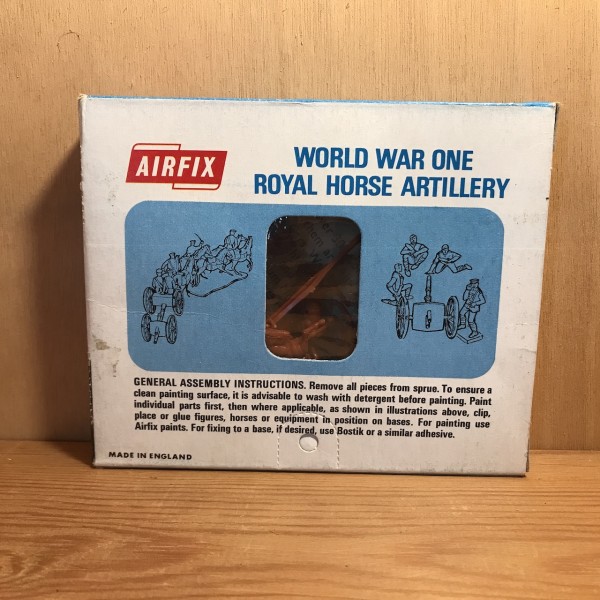 AIRFIX
WORLD WAR ONE
ROYAL HORSE ARTILLERY
GENERAL ASSEMBLY INSTRUCTIONS. Remove all pieces from sprue. To ensure a
clean painting surface, it is advisable to wash with detergent before painting. Paint
individual parts first, then where applicable, as shown in illustrations above, clip,
place or glue figures, horses or equipment in position on bases. For painting use
Airfix paints. For fixing to a base, if desired, use Bostik or a similar adhesive.
MADE IN ENGLAND